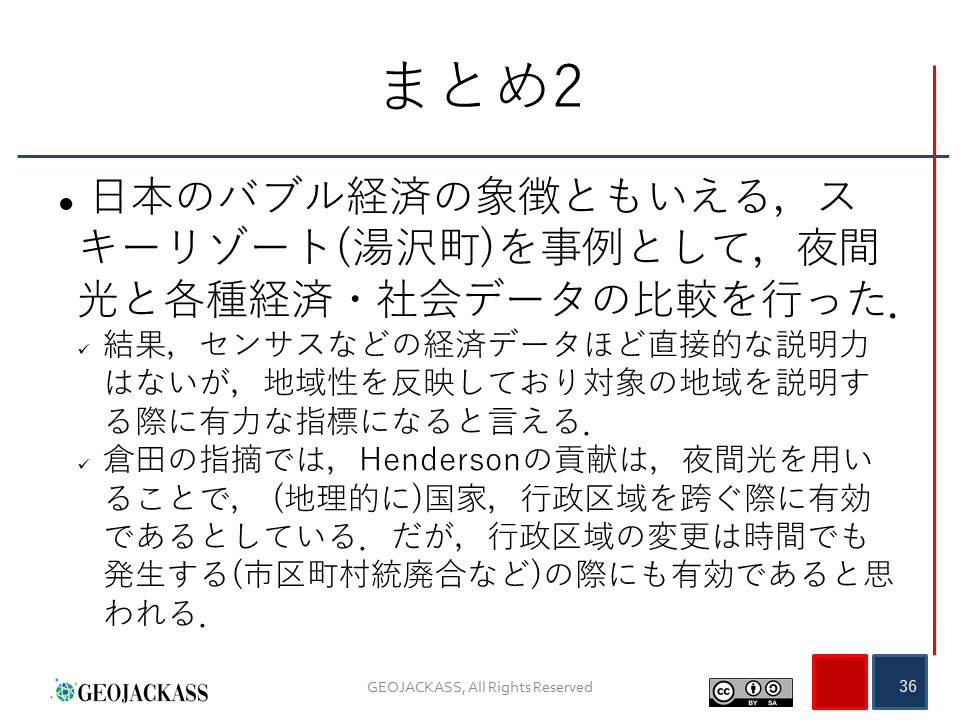 まとめ2
● 日本のバブル経済の象徴ともいえる，ス
キーリゾート(湯沢町)を事例として，夜間
光と各種経済・社会データの比較を行った．
✓ 結果，センサスなどの経済データほど直接的な説明力
はないが，地域性を反映しており対象の地域を説明す
る際に有力な指標になると言える．
✓ 倉田の指摘では，Hendersonの貢献は，夜間光を用い
ることで，(地理的に)国家，行政区域を跨ぐ際に有効
であるとしている．だが，行政区域の変更は時間でも
発生する(市区町村統廃合など)の際にも有効であると思
われる．
GEOJACKASS
GEOJACKASS, All Rights Reserved
cc BY SA
36